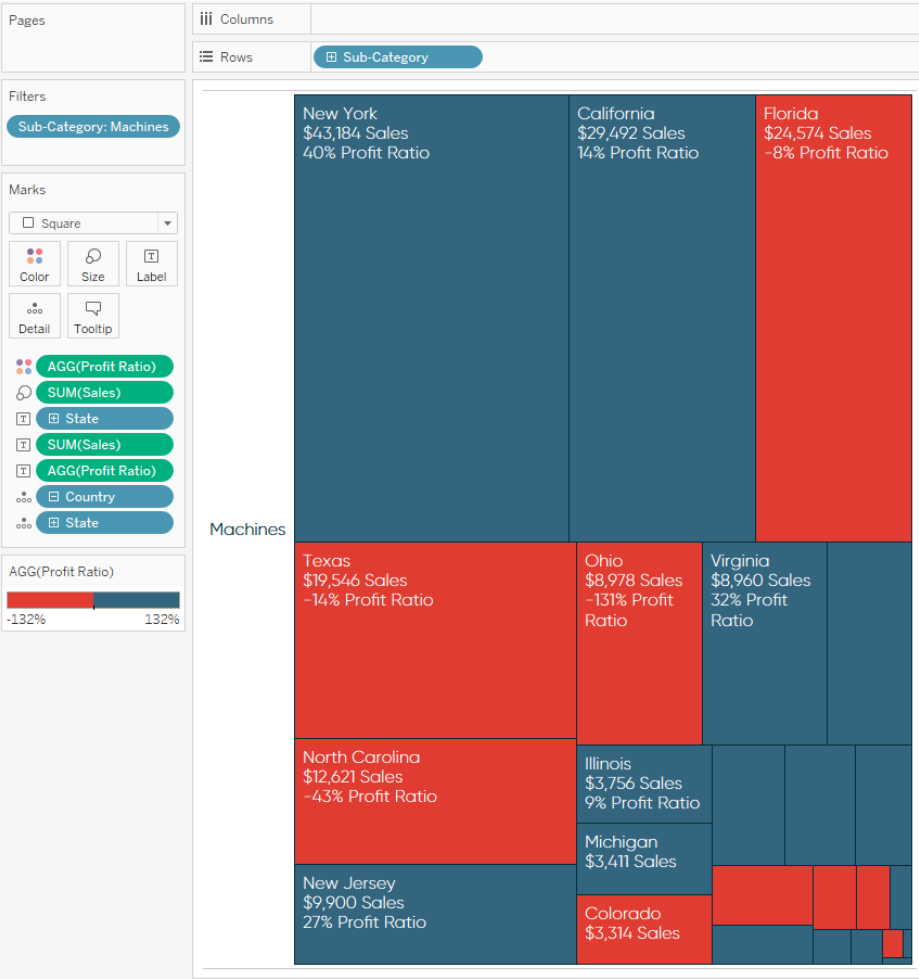 Pages
Columns
Rows
Sub-Category
Filters
Sub-Category: Machines
Marks
Square
Color
Size
Label
Detail
Tooltip
AGG(Profit Ratio)
SUM(Sales)
State
SUM(Sales)
AGG(Profit Ratio)
Country
State
AGG(Profit Ratio)
-132%
132%
Machines
New York
$43,184 Sales
40% Profit Ratio
California
$29,492 Sales
14% Profit Ratio
Florida
$24,574 Sales
-8% Profit Ratio
Texas
$19,546 Sales
-14% Profit Ratio
Ohio
$8,978 Sales
-131% Profit
Ratio
Virginia
$8,960 Sales
32% Profit
Ratio
North Carolina
$12,621 Sales
-43% Profit Ratio
Illinois
$3,756 Sales
9% Profit Ratio
Michigan
$3,411 Sales
New Jersey
$9,900 Sales
27% Profit Ratio
Colorado
$3,314 Sales